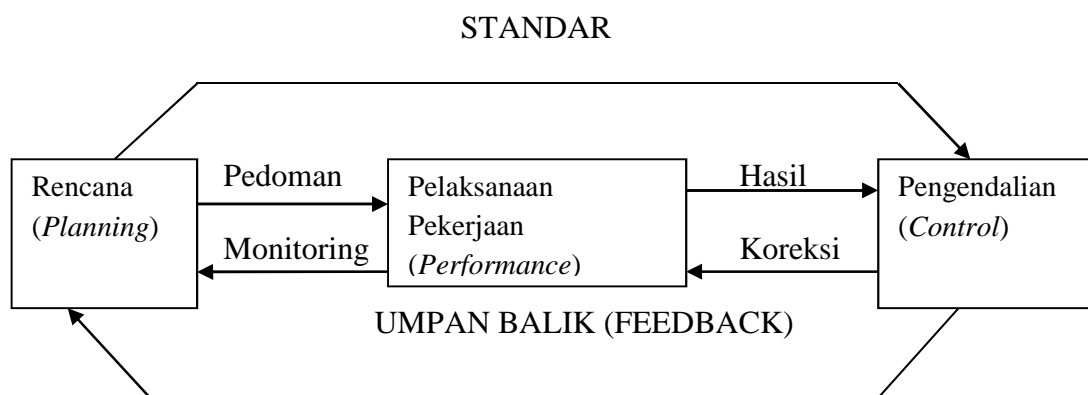 STANDAR
Rencana
(Planning)
Pedoman
Monitoring
Pelaksanaan
Pekerjaan
(Performance)
Hasil
Koreksi
Pengendalian
(Control)
UMPAN BALIK (FEEDBACK)